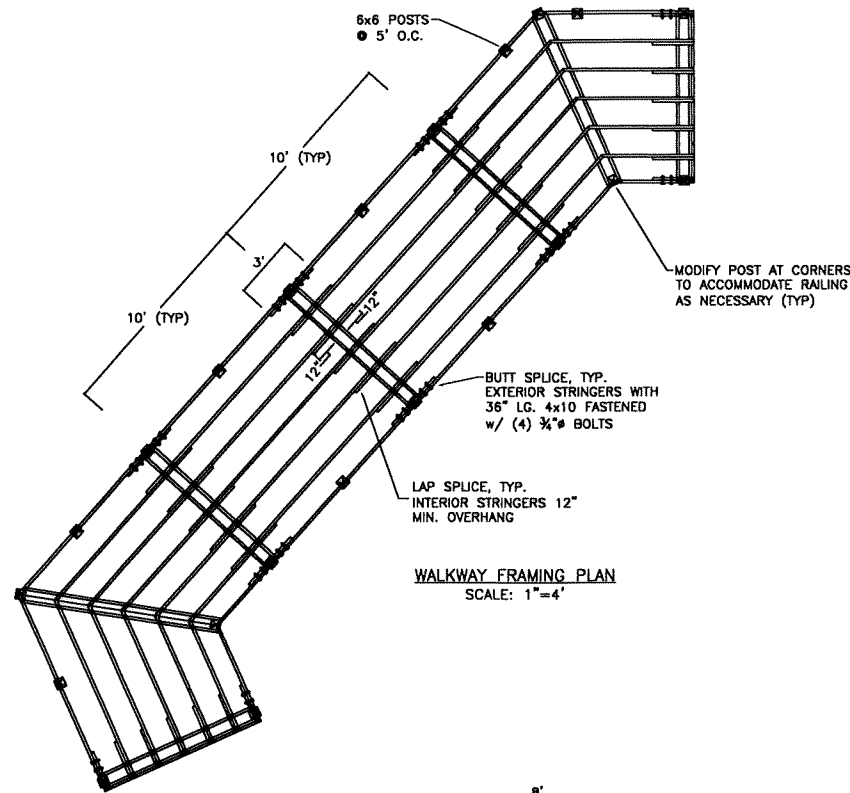 6x6 POSTS
@ 5' O.C.
10' (TYP)
3'
10' (TYP)
12"
12"
MODIFY POST AT CORNERS
TO ACCOMMODATE RAILING
AS NECESSARY (TYP)
BUTT SPLICE, TYP.
EXTERIOR STRINGERS WITH
36" LG. 4x10 FASTENED
w/ (4) ¾"ø BOLTS
LAP SPLICE, TYP.
INTERIOR STRINGERS 12"
MIN. OVERHANG
WALKWAY FRAMING PLAN
SCALE: 1"=4'
8'